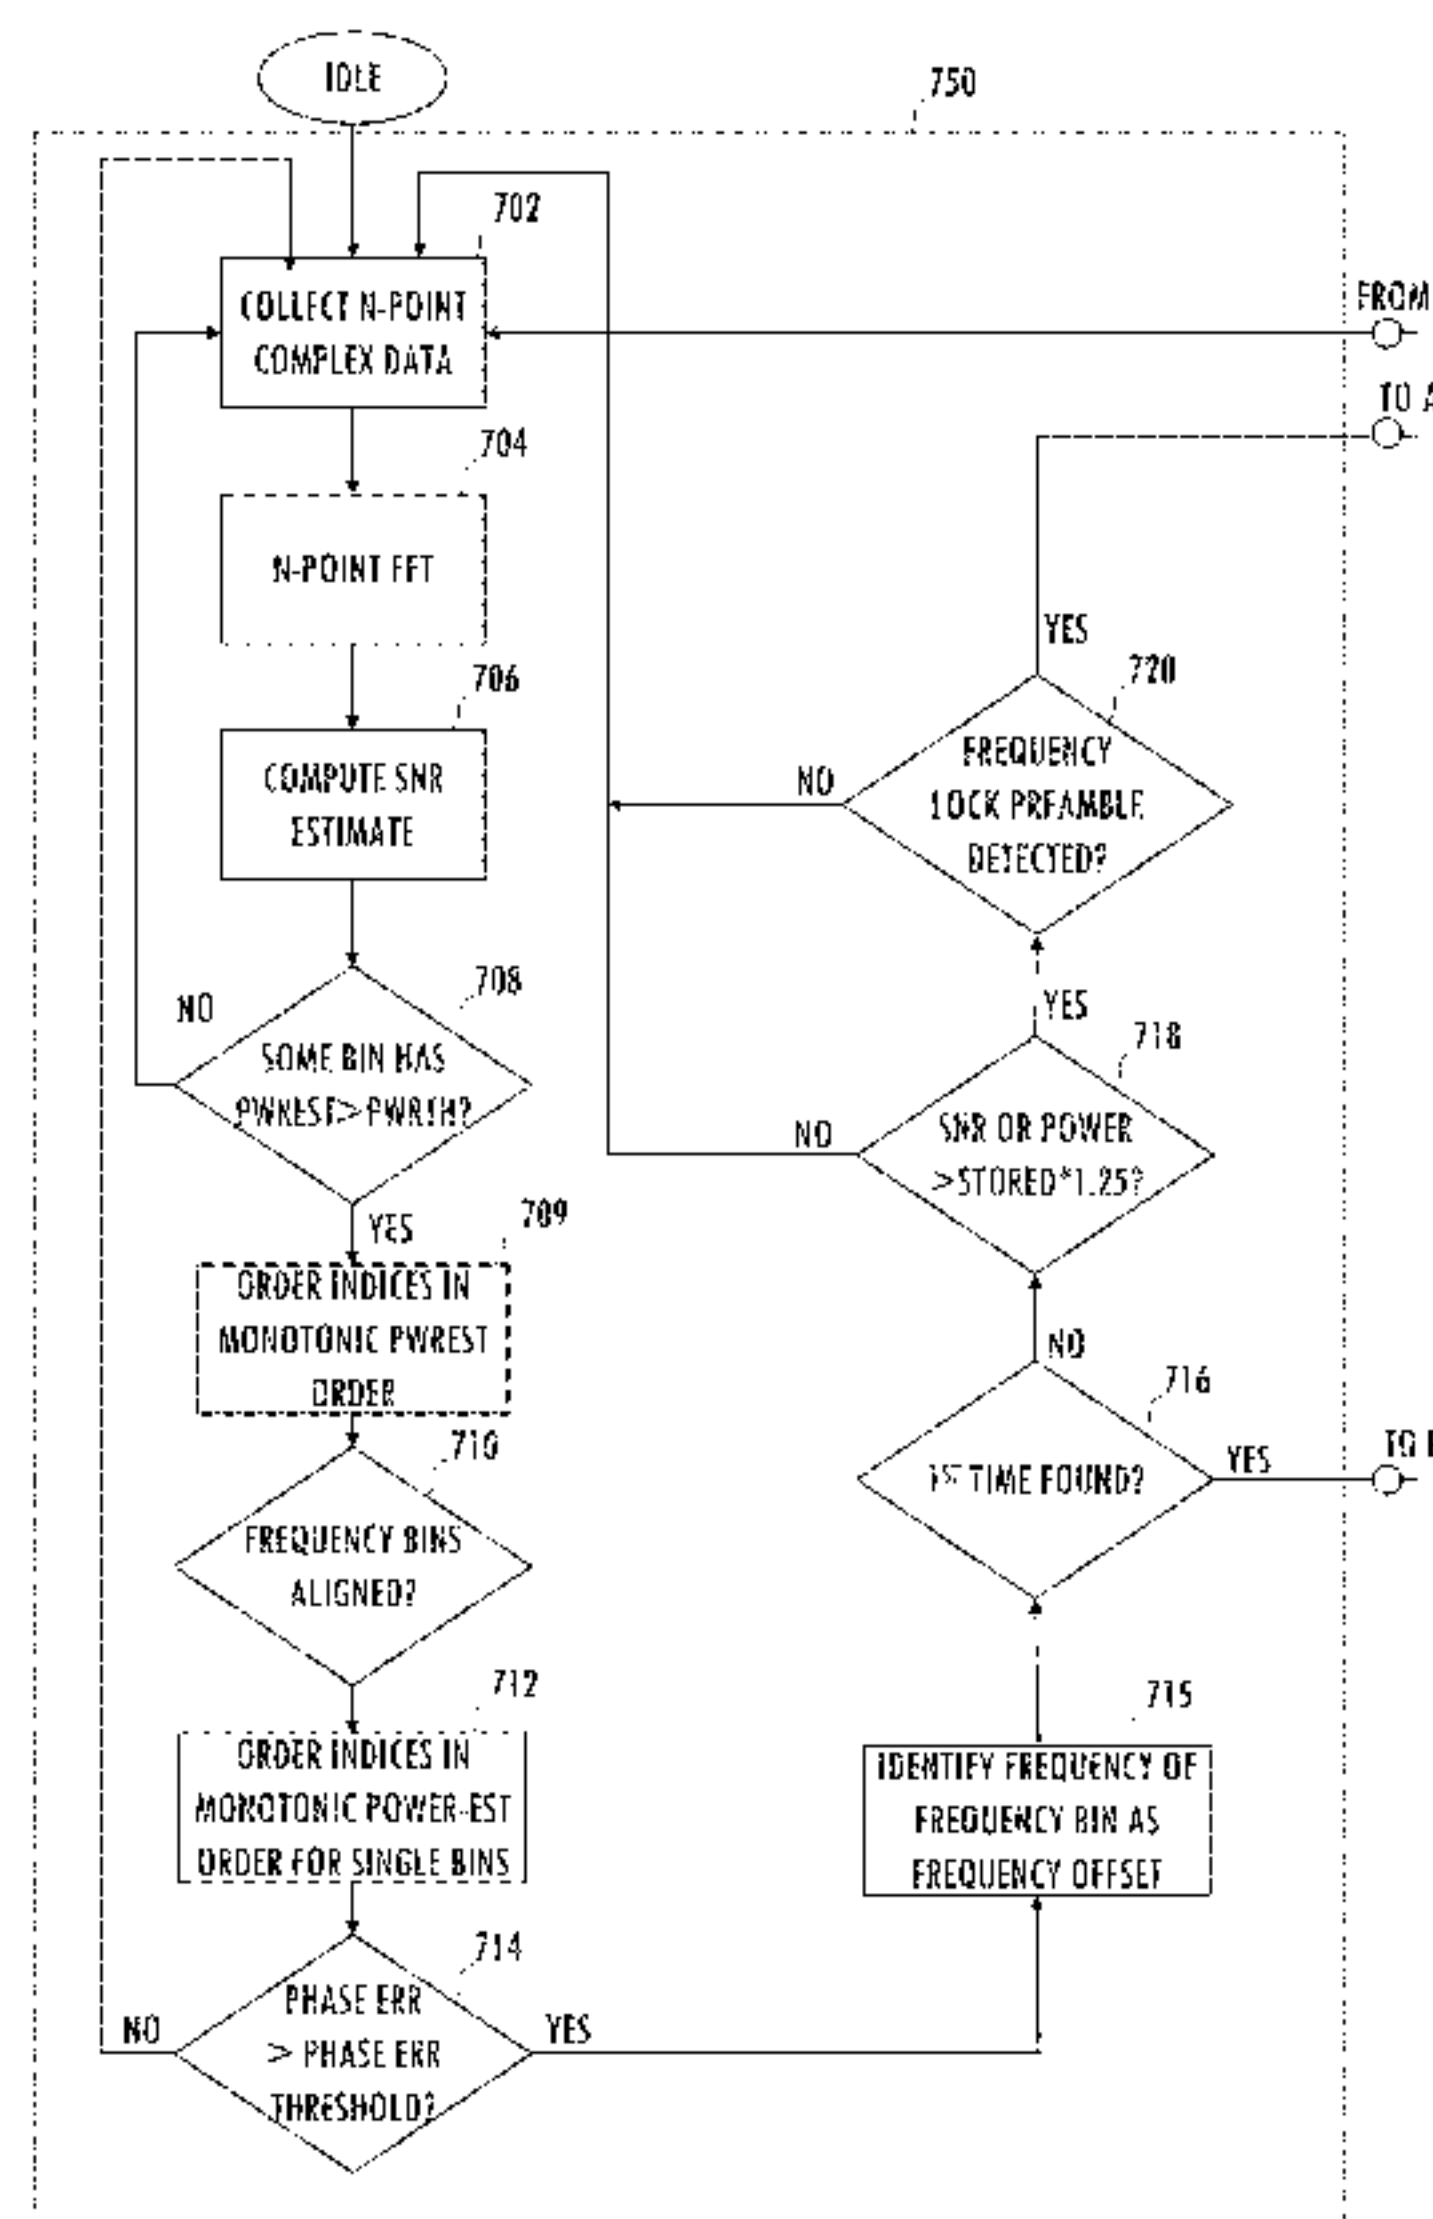 IDLE
750
702
COLLECT N-POINT
COMPLEX DATA
FROM
TO A
704
N-POINT FFT
706
COMPUTE SNR
ESTIMATE
YES
720
FREQUENCY
LOCK PREAMBLE
DETECTED?
NO
708
NO
SOME BIN HAS
PWREST> PWRTH?
YES
YES
718
SNR OR POWER
>STORED*1.25?
NO
709
ORDER INDICES IN
MONOTONIC PWREST
ORDER
NO
716
1ST TIME FOUND?
YES
TO
710
FREQUENCY BINS
ALIGNED?
712
ORDER INDICES IN
MONOTONIC POWER-EST
ORDER FOR SINGLE BINS
715
IDENTIFY FREQUENCY OF
FREQUENCY BIN AS
FREQUENCY OFFSET
714
PHASE ERR
> PHASE ERR
THRESHOLD?
NO
YES